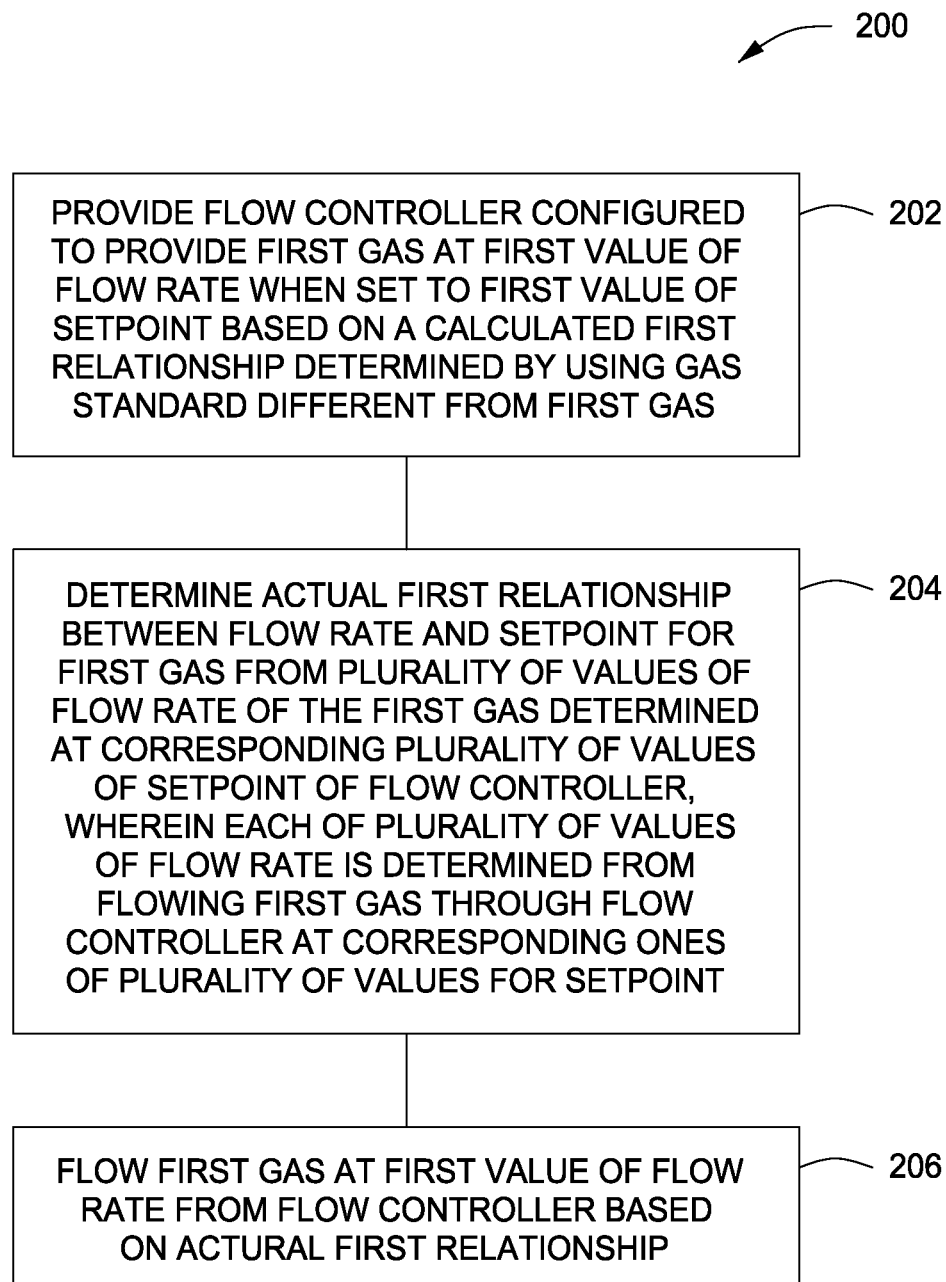 200
PROVIDE FLOW CONTROLLER CONFIGURED
TO PROVIDE FIRST GAS AT FIRST VALUE OF
FLOW RATE WHEN SET TO FIRST VALUE OF
SETPOINT BASED ON A CALCULATED FIRST
RELATIONSHIP DETERMINED BY USING GAS
STANDARD DIFFERENT FROM FIRST GAS
202
DETERMINE ACTUAL FIRST RELATIONSHIP
BETWEEN FLOW RATE AND SETPOINT FOR
FIRST GAS FROM PLURALITY OF VALUES OF
FLOW RATE OF THE FIRST GAS DETERMINED
AT CORRESPONDING PLURALITY OF VALUES
OF SETPOINT OF FLOW CONTROLLER,
WHEREIN EACH OF PLURALITY OF VALUES
OF FLOW RATE IS DETERMINED FROM
FLOWING FIRST GAS THROUGH FLOW
CONTROLLER AT CORRESPONDING ONES
OF PLURALITY OF VALUES FOR SETPOINT
204
FLOW FIRST GAS AT FIRST VALUE OF FLOW
RATE FROM FLOW CONTROLLER BASED
ON ACTURAL FIRST RELATIONSHIP
206